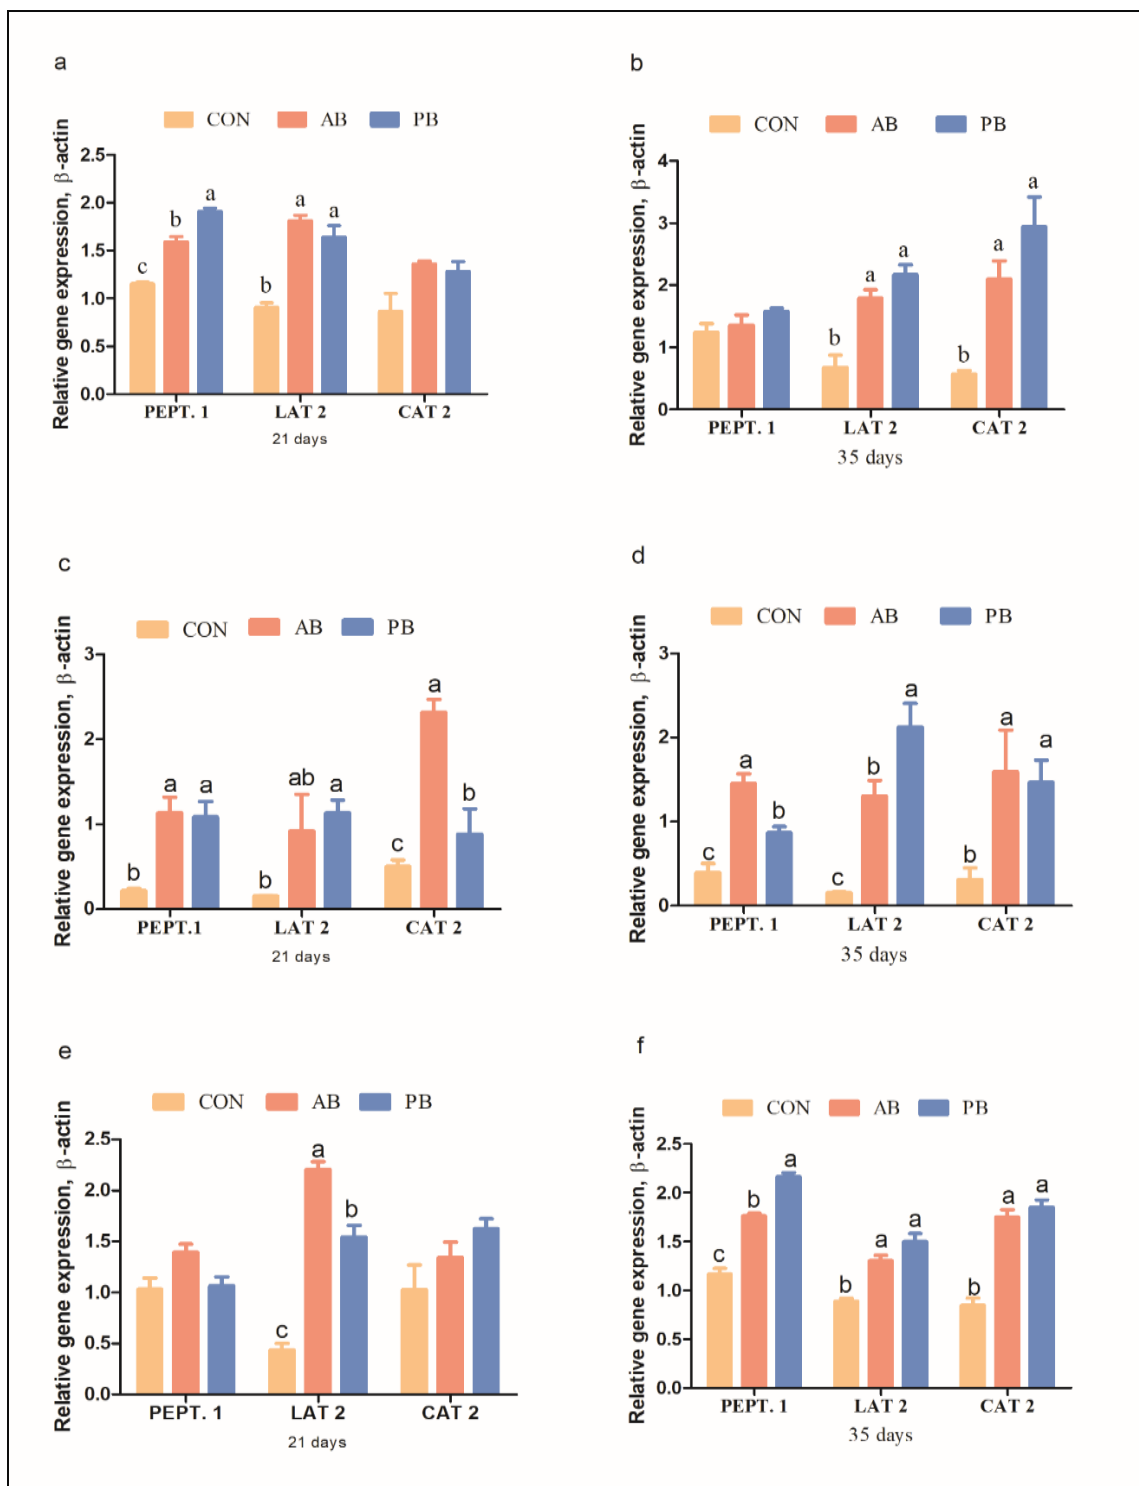 a
CON AB PB
Relative gene expression, β-actin
2.5
2.0
1.5
1.0
0.5
0.0
c b a
b a a
PEPT. 1 LAT 2 CAT 2
21 days
b
CON AB PB
Relative gene expression, β-actin
4
3
2
1
0
b a a
b a a
PEPT. 1 LAT 2 CAT 2
35 days
c
CON AB PB
Relative gene expression, β-actin
3
2
1
0
b a a
b ab a
c a b
PEPT.1 LAT 2 CAT 2
21 days
d
CON AB PB
Relative gene expression, β-actin
3
2
1
0
c a b
c b a
b a a
PEPT. 1 LAT 2 CAT 2
35 days
e
CON AB PB
Relative gene expression, β-actin
2.5
2.0
1.5
1.0
0.5
0.0
c a b
PEPT. 1 LAT 2 CAT 2
21 days
f
CON AB PB
Relative gene expression, β-actin
2.5
2.0
1.5
1.0
0.5
0.0
c b a
b a a
b a a
PEPT. 1 LAT 2 CAT 2
35 days